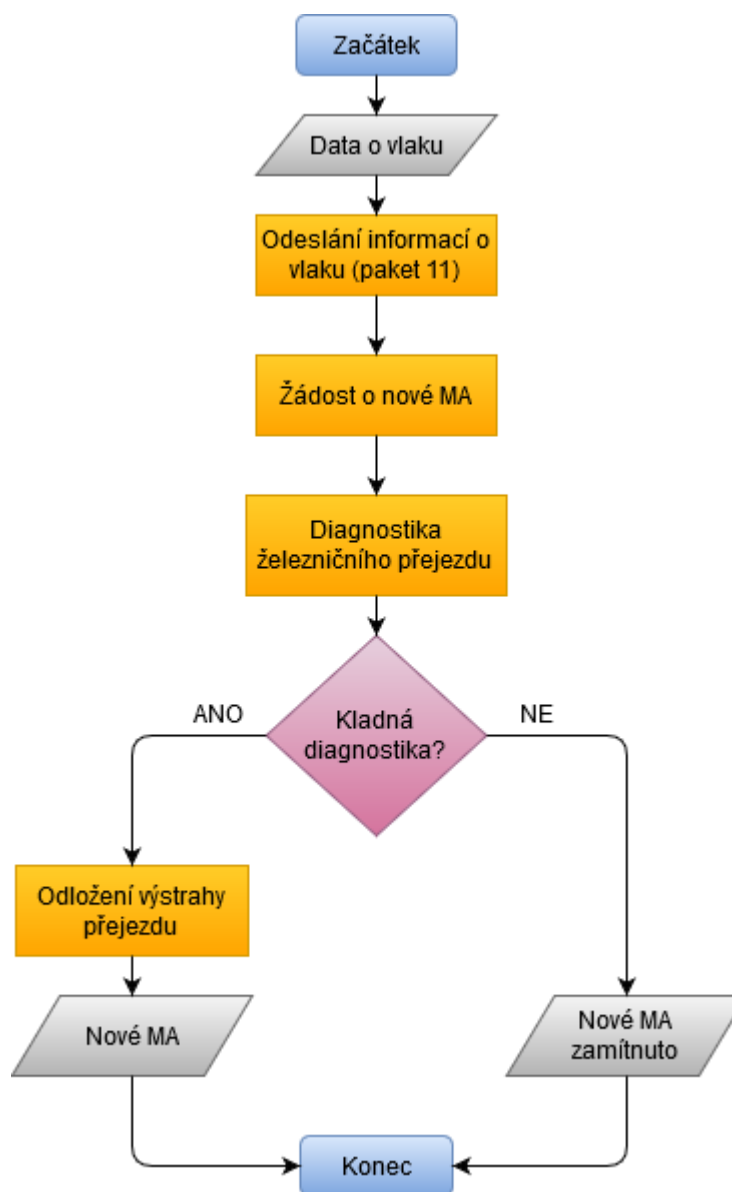 Začátek
Data o vlaku
Odeslání informací o
vlaku (paket 11)
Žádost o nové MA
Diagnostika
železničního přejezdu
Kladná
diagnostika?
ANO
NE
Odložení výstrahy
přejezdu
Nové MA
Nové MA
zamítnuto
Konec